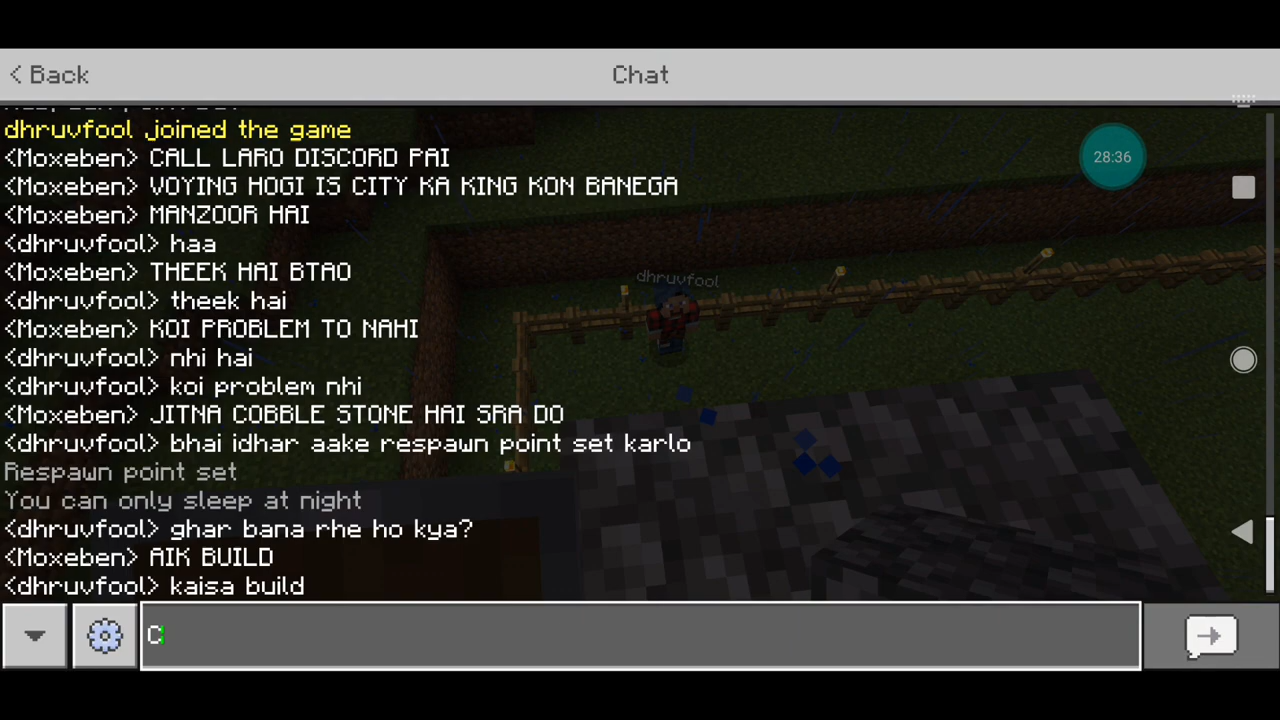 < Back
Chat
dhruvfool joined the game
<Moxeben> CALL LARO DISCORD PAI
<Moxeben> VOYING HOGI IS CITY KA KING KON BANEGA
<Moxeben> MANZOOR HAI
<dhruvfool> haa
<Moxeben> THEEK HAI BTAO
<dhruvfool> theek hai
<Moxeben> KOI PROBLEM TO NAHI
<dhruvfool> nhi hai
<dhruvfool> koi problem nhi
<Moxeben> JITNA COBBLE STONE HAI SRA DO
<dhruvfool> bhai idhar aake respawn point set karlo
Respawn point set
You can only sleep at night
<dhruvfool> ghar bana rhe ho kya?
<Moxeben> AIK BUILD
<dhruvfool> kaisa build
C
28:36
dhruvfool